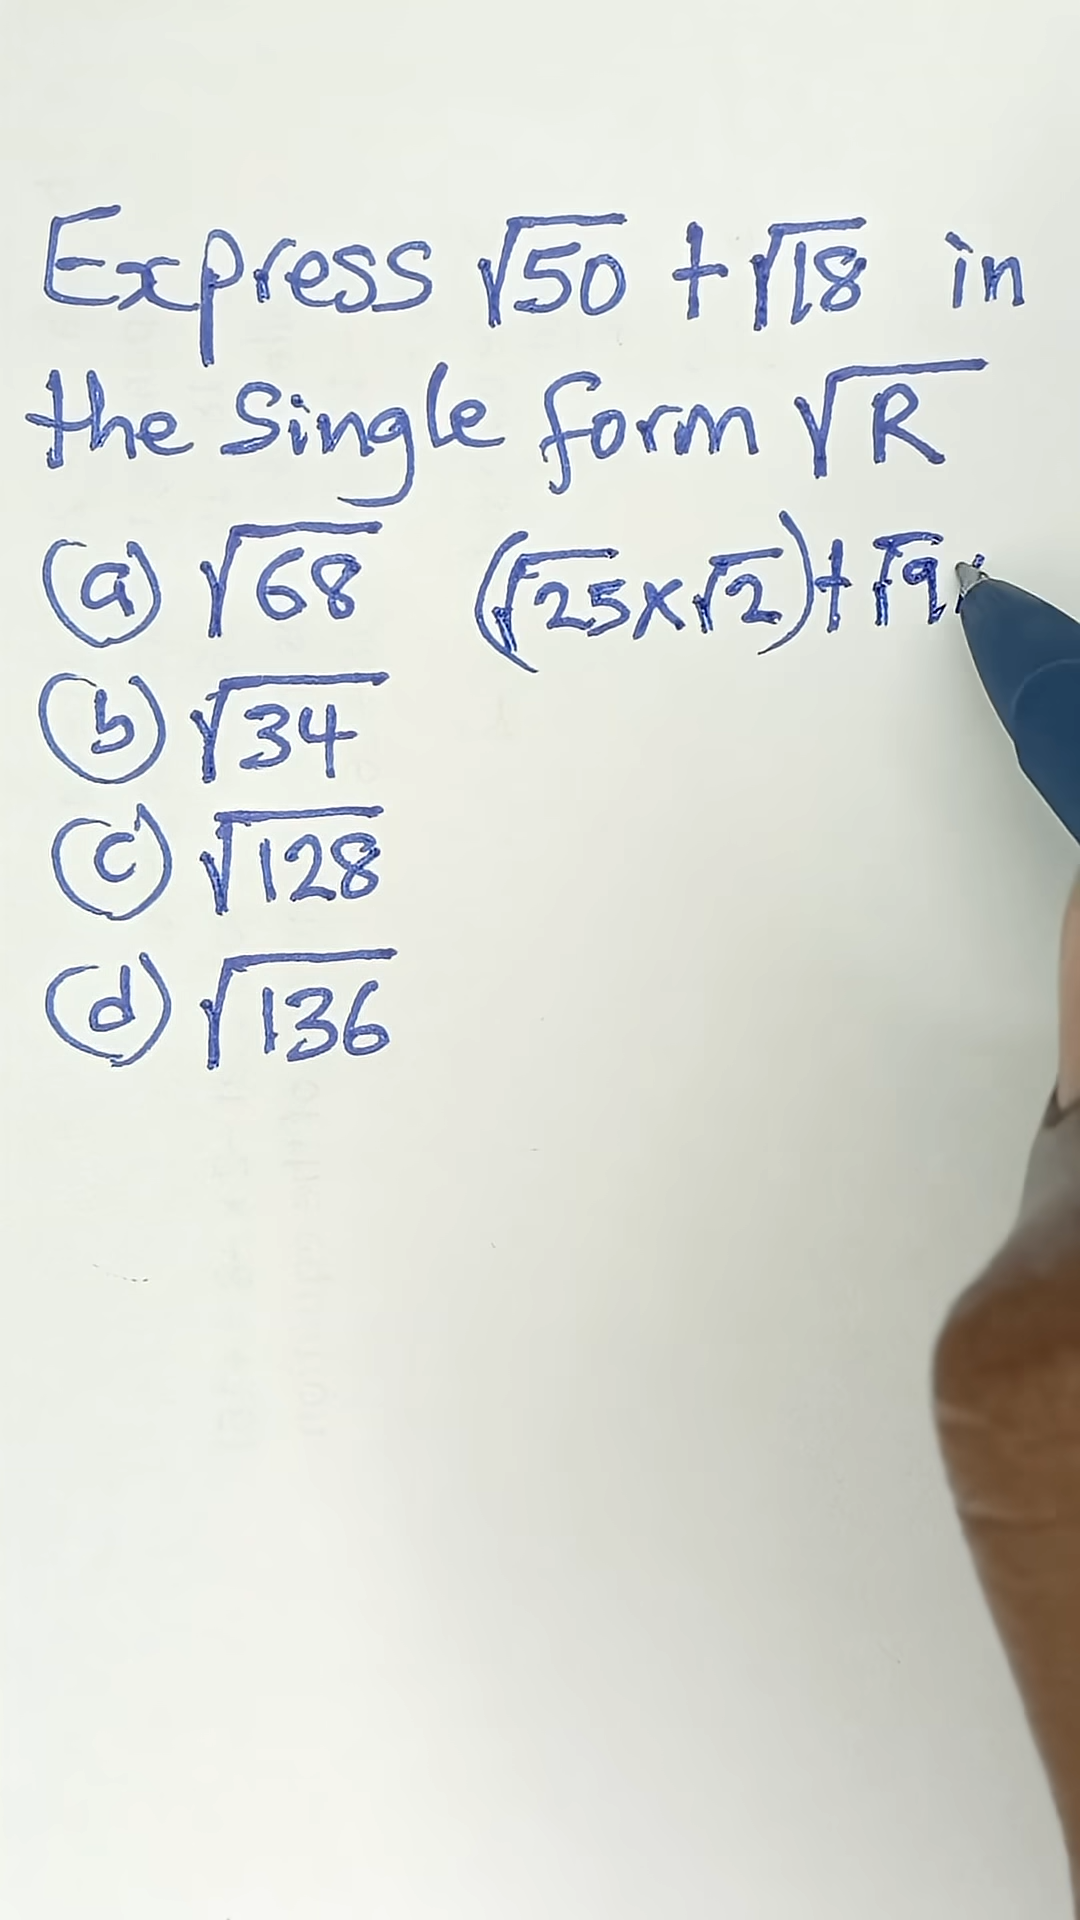 Express √50 + √18 in
the single form √R
(a) √68 (√25×√2)+√9
(b) √34
(c) √128
(d) √136